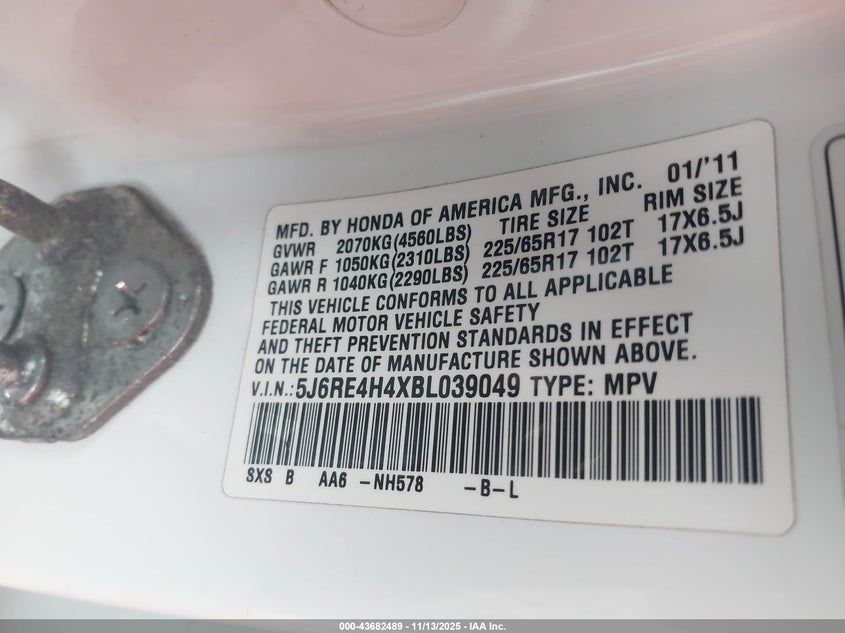 MFD. BY HONDA OF AMERICA MFG., INC. 01/'11
GVWR 2070KG(4560LBS) TIRE SIZE RIM SIZE
GAWR F 1050KG(2310LBS) 225/65R17 102T 17X6.5J
GAWR R 1040KG(2290LBS) 225/65R17 102T 17X6.5J
THIS VEHICLE CONFORMS TO ALL APPLICABLE
FEDERAL MOTOR VEHICLE SAFETY
AND THEFT PREVENTION STANDARDS IN EFFECT
ON THE DATE OF MANUFACTURE SHOWN ABOVE.
V.I.N.: 5J6RE4H4XBL039049 TYPE: MPV
SXS B AA6 -NH578 -B-L
000-43682489 - 11/13/2025 - IAA Inc.